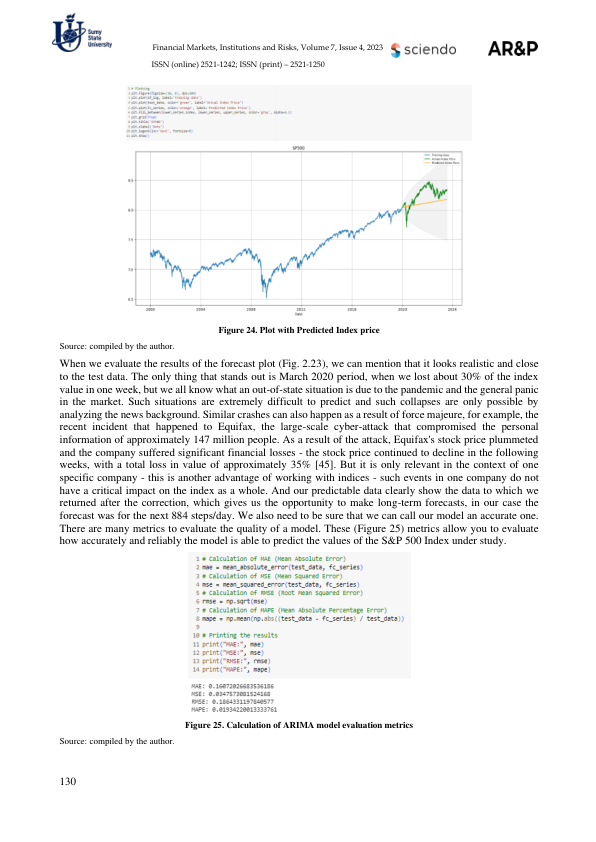 Sumy
State
University
Financial Markets, Institutions and Risks, Volume 7, Issue 4, 2023
sciendo
AR&P
ISSN (online) 2521-1242; ISSN (print) – 2521-1250
SP500
8.5
8.0
7.5
7.0
6.5
2000
2004
2008
2012
2016
2020
2024
Date
Figure 24. Plot with Predicted Index price
Source: compiled by the author.
When we evaluate the results of the forecast plot (Fig. 2.23), we can mention that it looks realistic and close
to the test data. The only thing that stands out is March 2020 period, when we lost about 30% of the index
value in one week, but we all know what an out-of-state situation is due to the pandemic and the general panic
in the market. Such situations are extremely difficult to predict and such collapses are only possible by
analyzing the news background. Similar crashes can also happen as a result of force majeure, for example, the
recent incident that happened to Equifax, the large-scale cyber-attack that compromised the personal
information of approximately 147 million people. As a result of the attack, Equifax's stock price plummeted
and the company suffered significant financial losses - the stock price continued to decline in the following
weeks, with a total loss in value of approximately 35% [45]. But it is only relevant in the context of one
specific company - this is another advantage of working with indices - such events in one company do not
have a critical impact on the index as a whole. And our predictable data clearly show the data to which we
returned after the correction, which gives us the opportunity to make long-term forecasts, in our case the
forecast was for the next 884 steps/day. We also need to be sure that we can call our model an accurate one.
There are many metrics to evaluate the quality of a model. These (Figure 25) metrics allow you to evaluate
how accurately and reliably the model is able to predict the values of the S&P 500 Index under study.
1 # Calculation of MAE (Mean Absolute Error)
2 mae = mean_absolute_error(test_data, fc_series)
3 # Calculation of MSE (Mean Squared Error)
4 mse = mean_squared_error(test_data, fc_series)
5 # Calculation of RMSE (Root Mean Squared Error)
6 rmse = np.sqrt(mse)
7 # Calculation of MAPE (Mean Absolute Percentage Error)
8 mape = np.mean(np.abs((test_data - fc_series) / test_data))
9
10 # Printing the results
11 print("MAE:", mae)
12 print("MSE:", mse)
13 print("RMSE:", rmse)
14 print("MAPE:", mape)
MAE: 0.16072026683536186
MSE: 0.0347573081524168
RMSE: 0.1864331197840577
MAPE: 0.01934220013333761
Figure 25. Calculation of ARIMA model evaluation metrics
Source: compiled by the author.
130